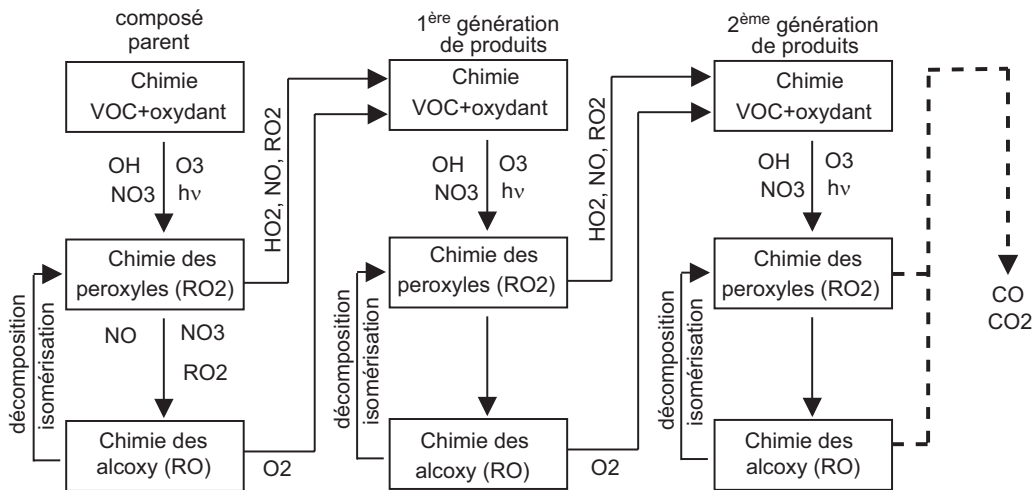 composé
parent
Chimie
VOC+oxydant
OH O3
NO3 hν
Chimie des
peroxyles (RO2)
NO NO3
RO2
Chimie des
alcoxy (RO)
décomposition
isomérisation
O2
HO2, NO, RO2
1ère génération
de produits
Chimie
VOC+oxydant
OH O3
NO3 hν
Chimie des
peroxyles (RO2)
Chimie des
alcoxy (RO)
décomposition
isomérisation
O2
HO2, NO, RO2
2ème génération
de produits
Chimie
VOC+oxydant
OH O3
NO3 hν
Chimie des
peroxyles (RO2)
Chimie des
alcoxy (RO)
décomposition
isomérisation
CO
CO2